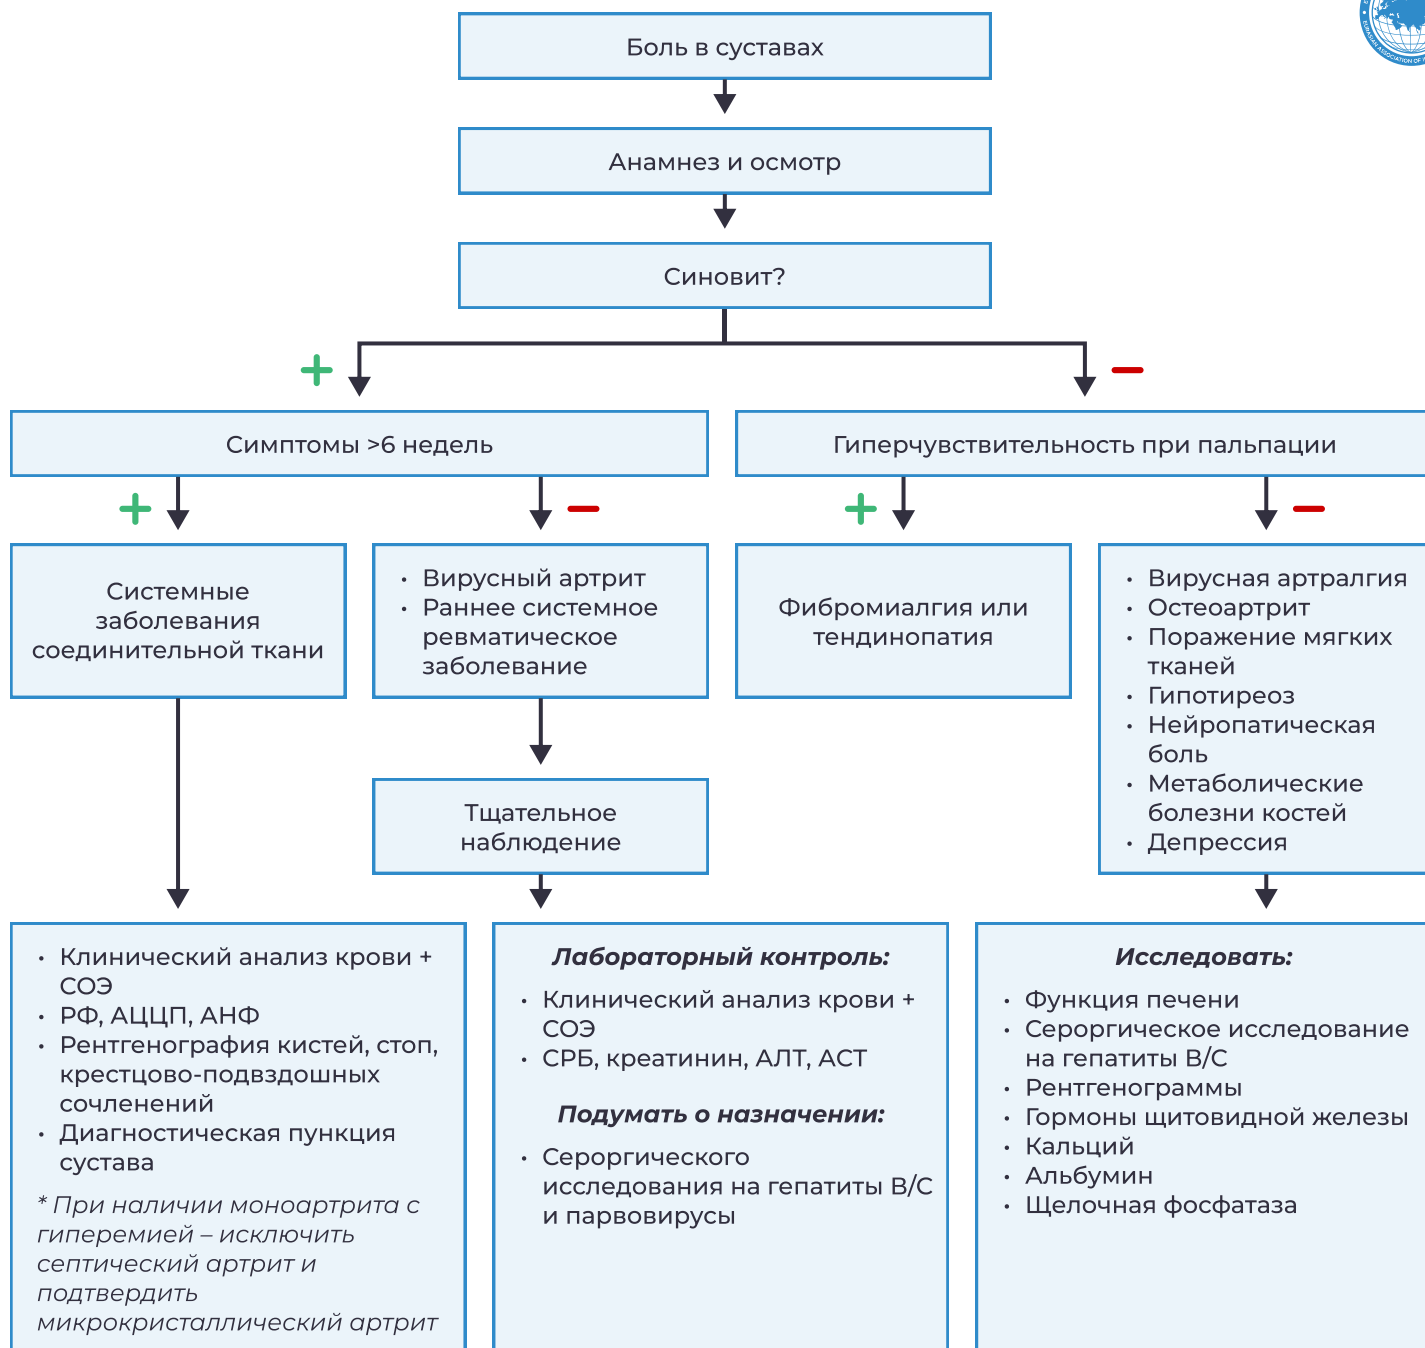 Боль в суставах
Анамнез и осмотр
Синовит?
Симптомы >6 недель
Гиперчувствительность при пальпации
Системные
заболевания
соединительной ткани
• Вирусный артрит
• Раннее системное
ревматическое
заболевание
Фибромиалгия или
тендинопатия
• Вирусная артралгия
• Остеоартрит
• Поражение мягких
тканей
• Гипотиреоз
• Нейропатическая
боль
• Метаболические
болезни костей
• Депрессия
Тщательное
наблюдение
• Клинический анализ крови +
СОЭ
• РФ, АЦЦП, АНФ
• Рентгенография кистей, стоп,
крестцово-подвздошных
сочленений
• Диагностическая пункция
сустава
* При наличии моноартрита с
гиперемией – исключить
септический артрит и
подтвердить
микрокристаллический артрит
Лабораторный контроль:
• Клинический анализ крови +
СОЭ
• СРБ, креатинин, АЛТ, АСТ
Подумать о назначении:
• Сероргического
исследования на гепатиты В/С
и парвовирусы
Исследовать:
• Функция печени
• Сероргическое исследование
на гепатиты В/С
• Рентгенограммы
• Гормоны щитовидной железы
• Кальций
• Альбумин
• Щелочная фосфатаза
EURASIAN ASSOCIATION OF